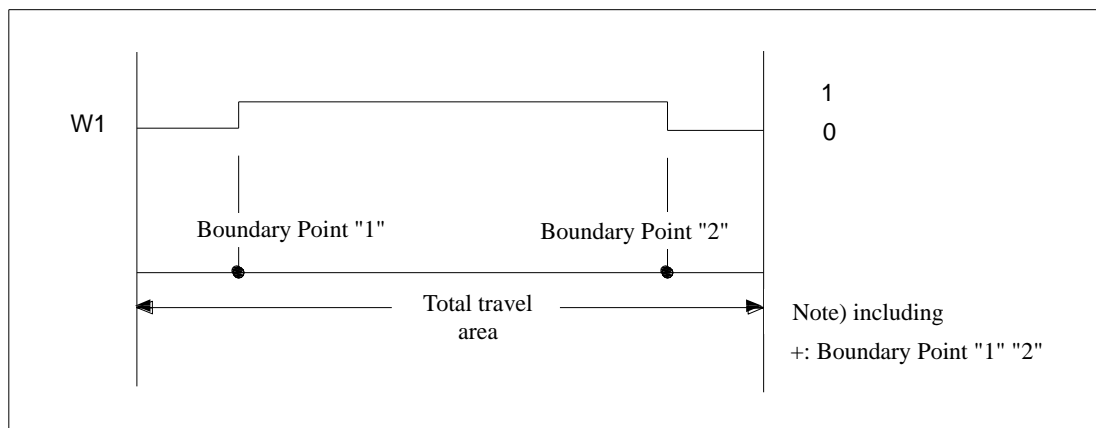 1
W1
0
Boundary Point "1"
Boundary Point "2"
Total travel
area
Note) including
+: Boundary Point "1" "2"